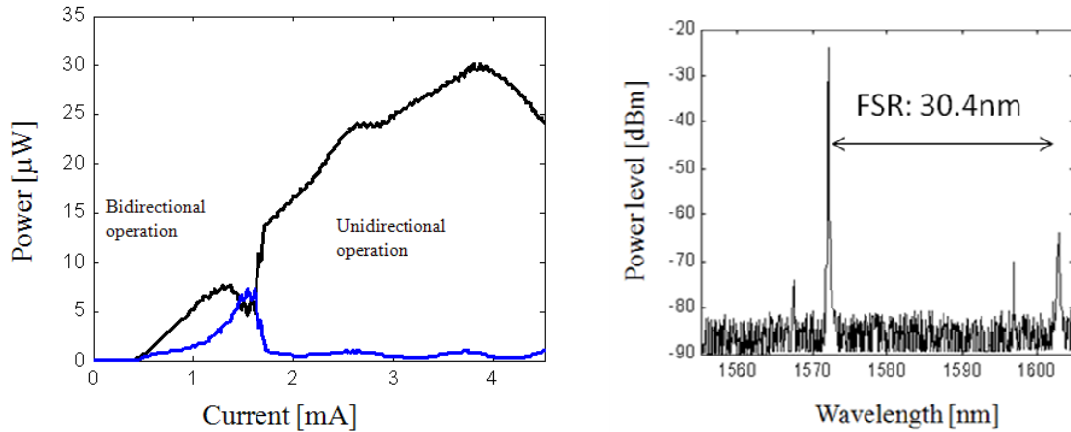 35
30
25
20
15
10
5
0
Power [µW]
Bidirectional
operation
Unidirectional
operation
0
1
2
3
4
Current [mA]
-20
-30
-40
-50
-60
-70
-80
-90
Power level [dBm]
FSR: 30.4nm
1560
1570
1580
1590
1600
Wavelength [nm]